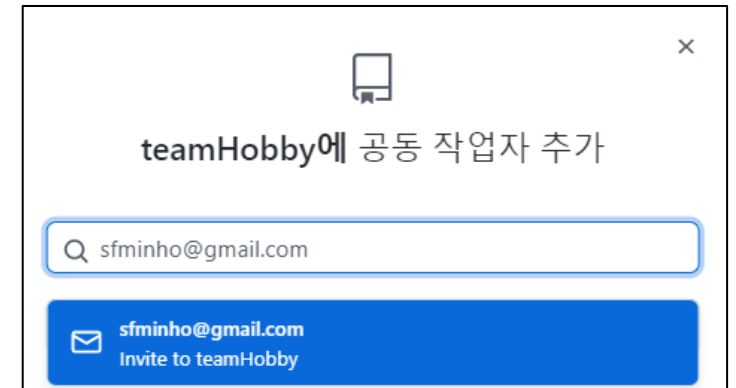 teamHobby에 공동 작업자 추가
sfminho@gmail.com
sfminho@gmail.com
Invite to teamHobby